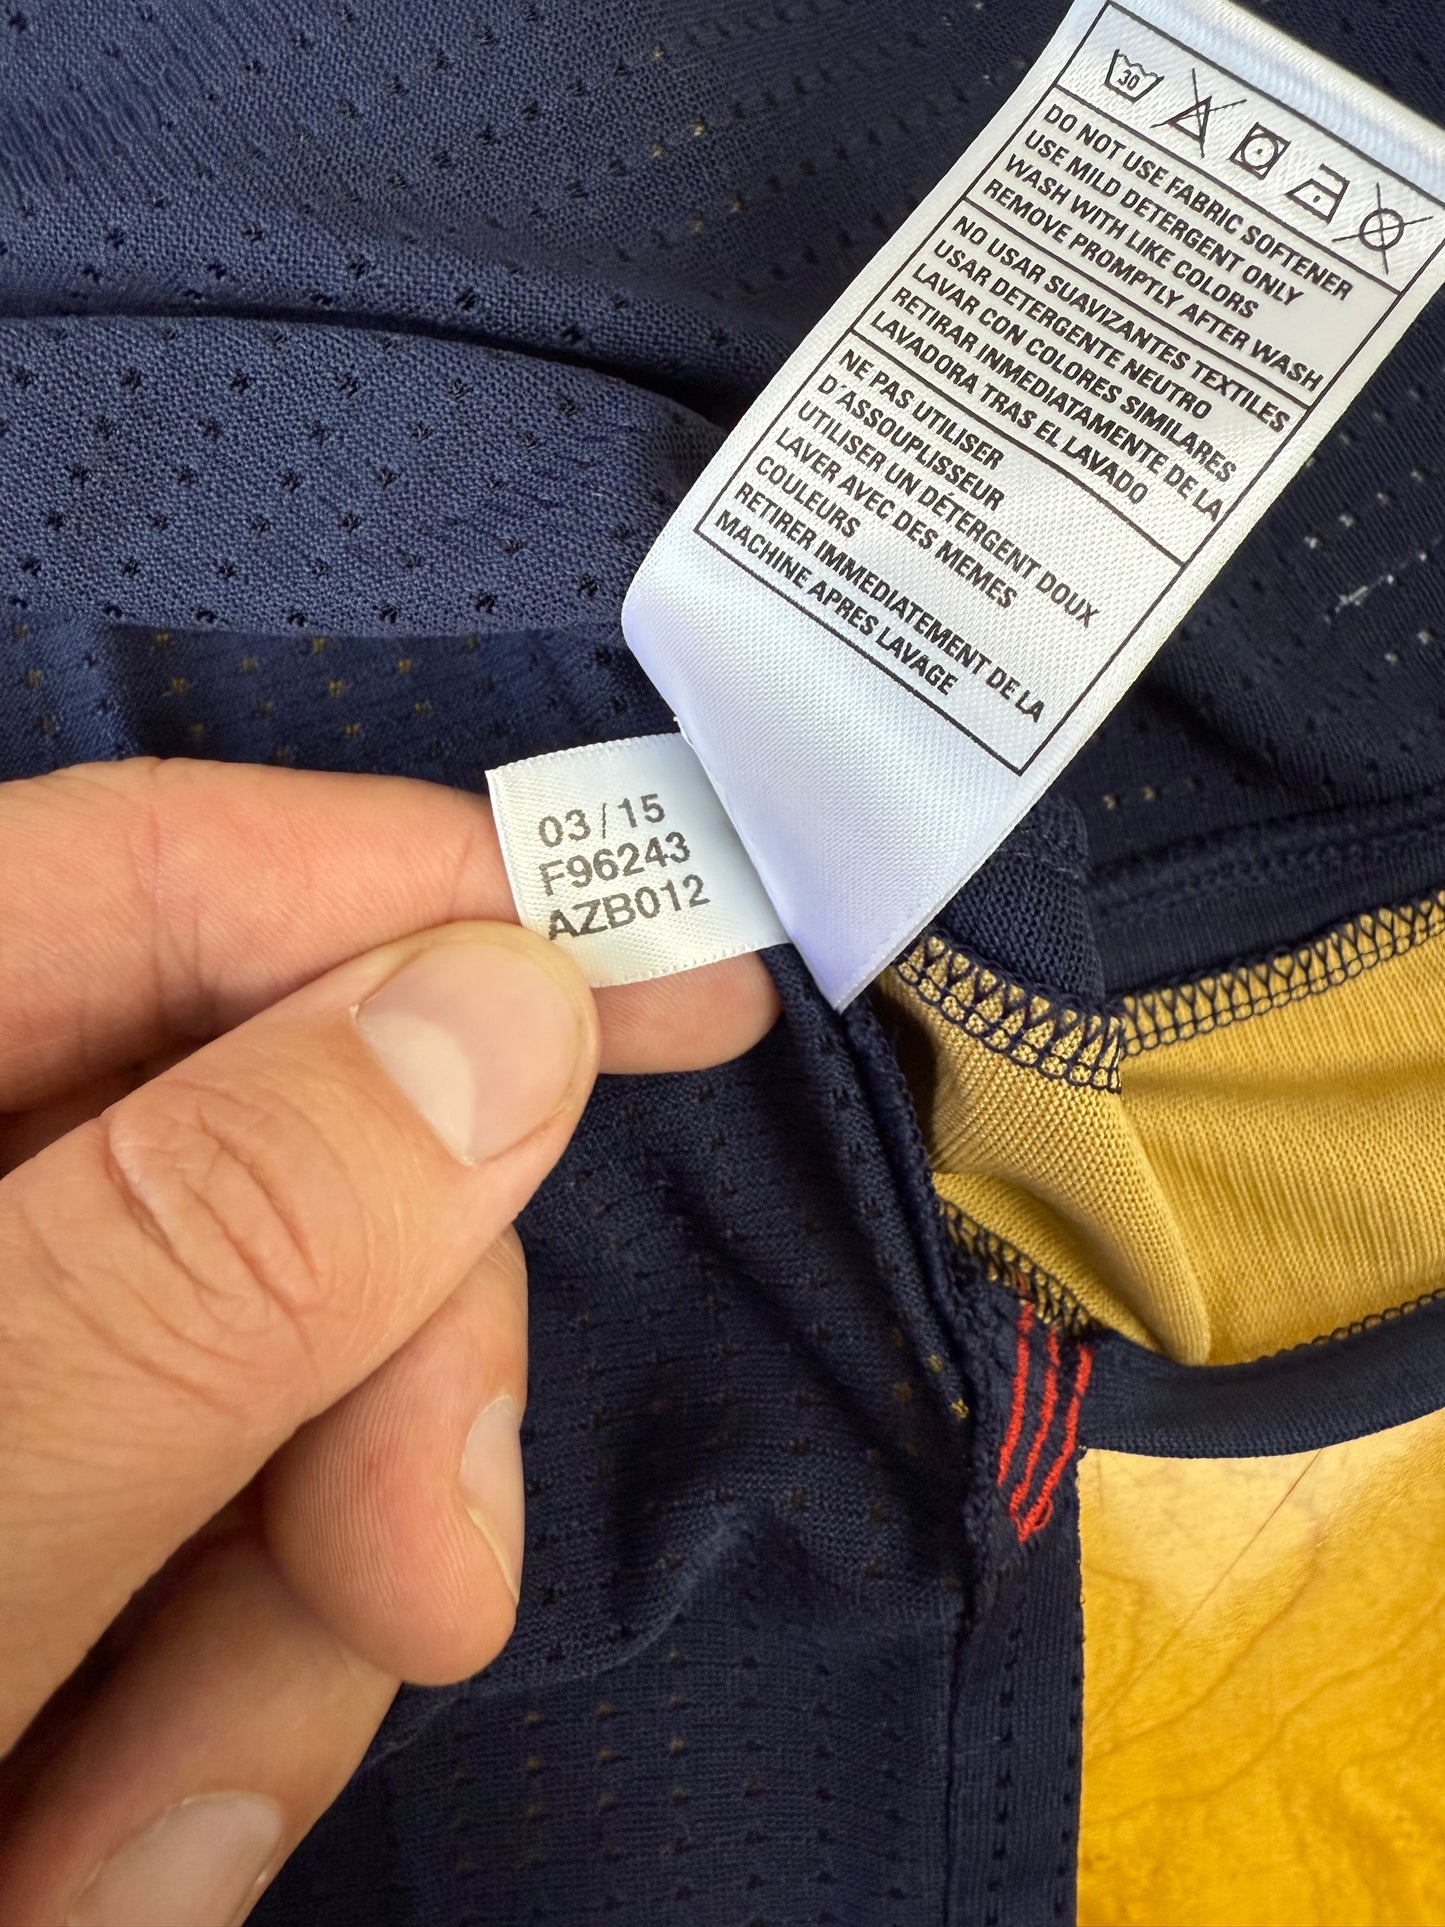 30
DO NOT USE FABRIC SOFTENER
USE MILD DETERGENT ONLY
WASH WITH LIKE COLORS
REMOVE PROMPTLY AFTER WASH
NO USAR SUAVIZANTES TEXTILES
USAR DETERGENTE NEUTRO
LAVAR CON COLORES SIMILARES
RETIRAR INMEDIATAMENTE DE LA
LAVADORA TRAS EL LAVADO
NE PAS UTILISER
D'ASSOUPLISSEUR
UTILISER UN DÉTERGENT DOUX
LAVER AVEC DES MEMES
COULEURS
RETIRER IMMEDIATEMENT DE LA
MACHINE APRES LAVAGE
03/15
F96243
AZB012